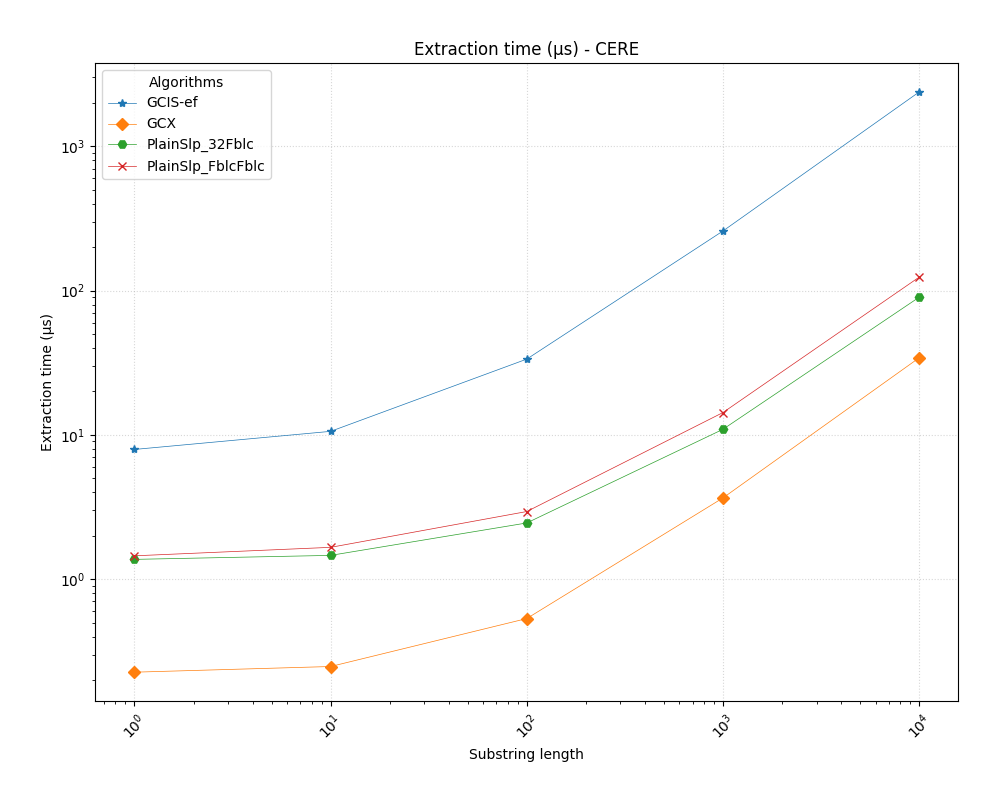 Extraction time (µs) - CERE
Algorithms
GCIS-ef
GCX
PlainSlp_32Fblc
PlainSlp_FblcFblc
Extraction time (µs)
10³
10²
10¹
10⁰
10⁰ 10¹ 10² 10³ 10⁴
Substring length